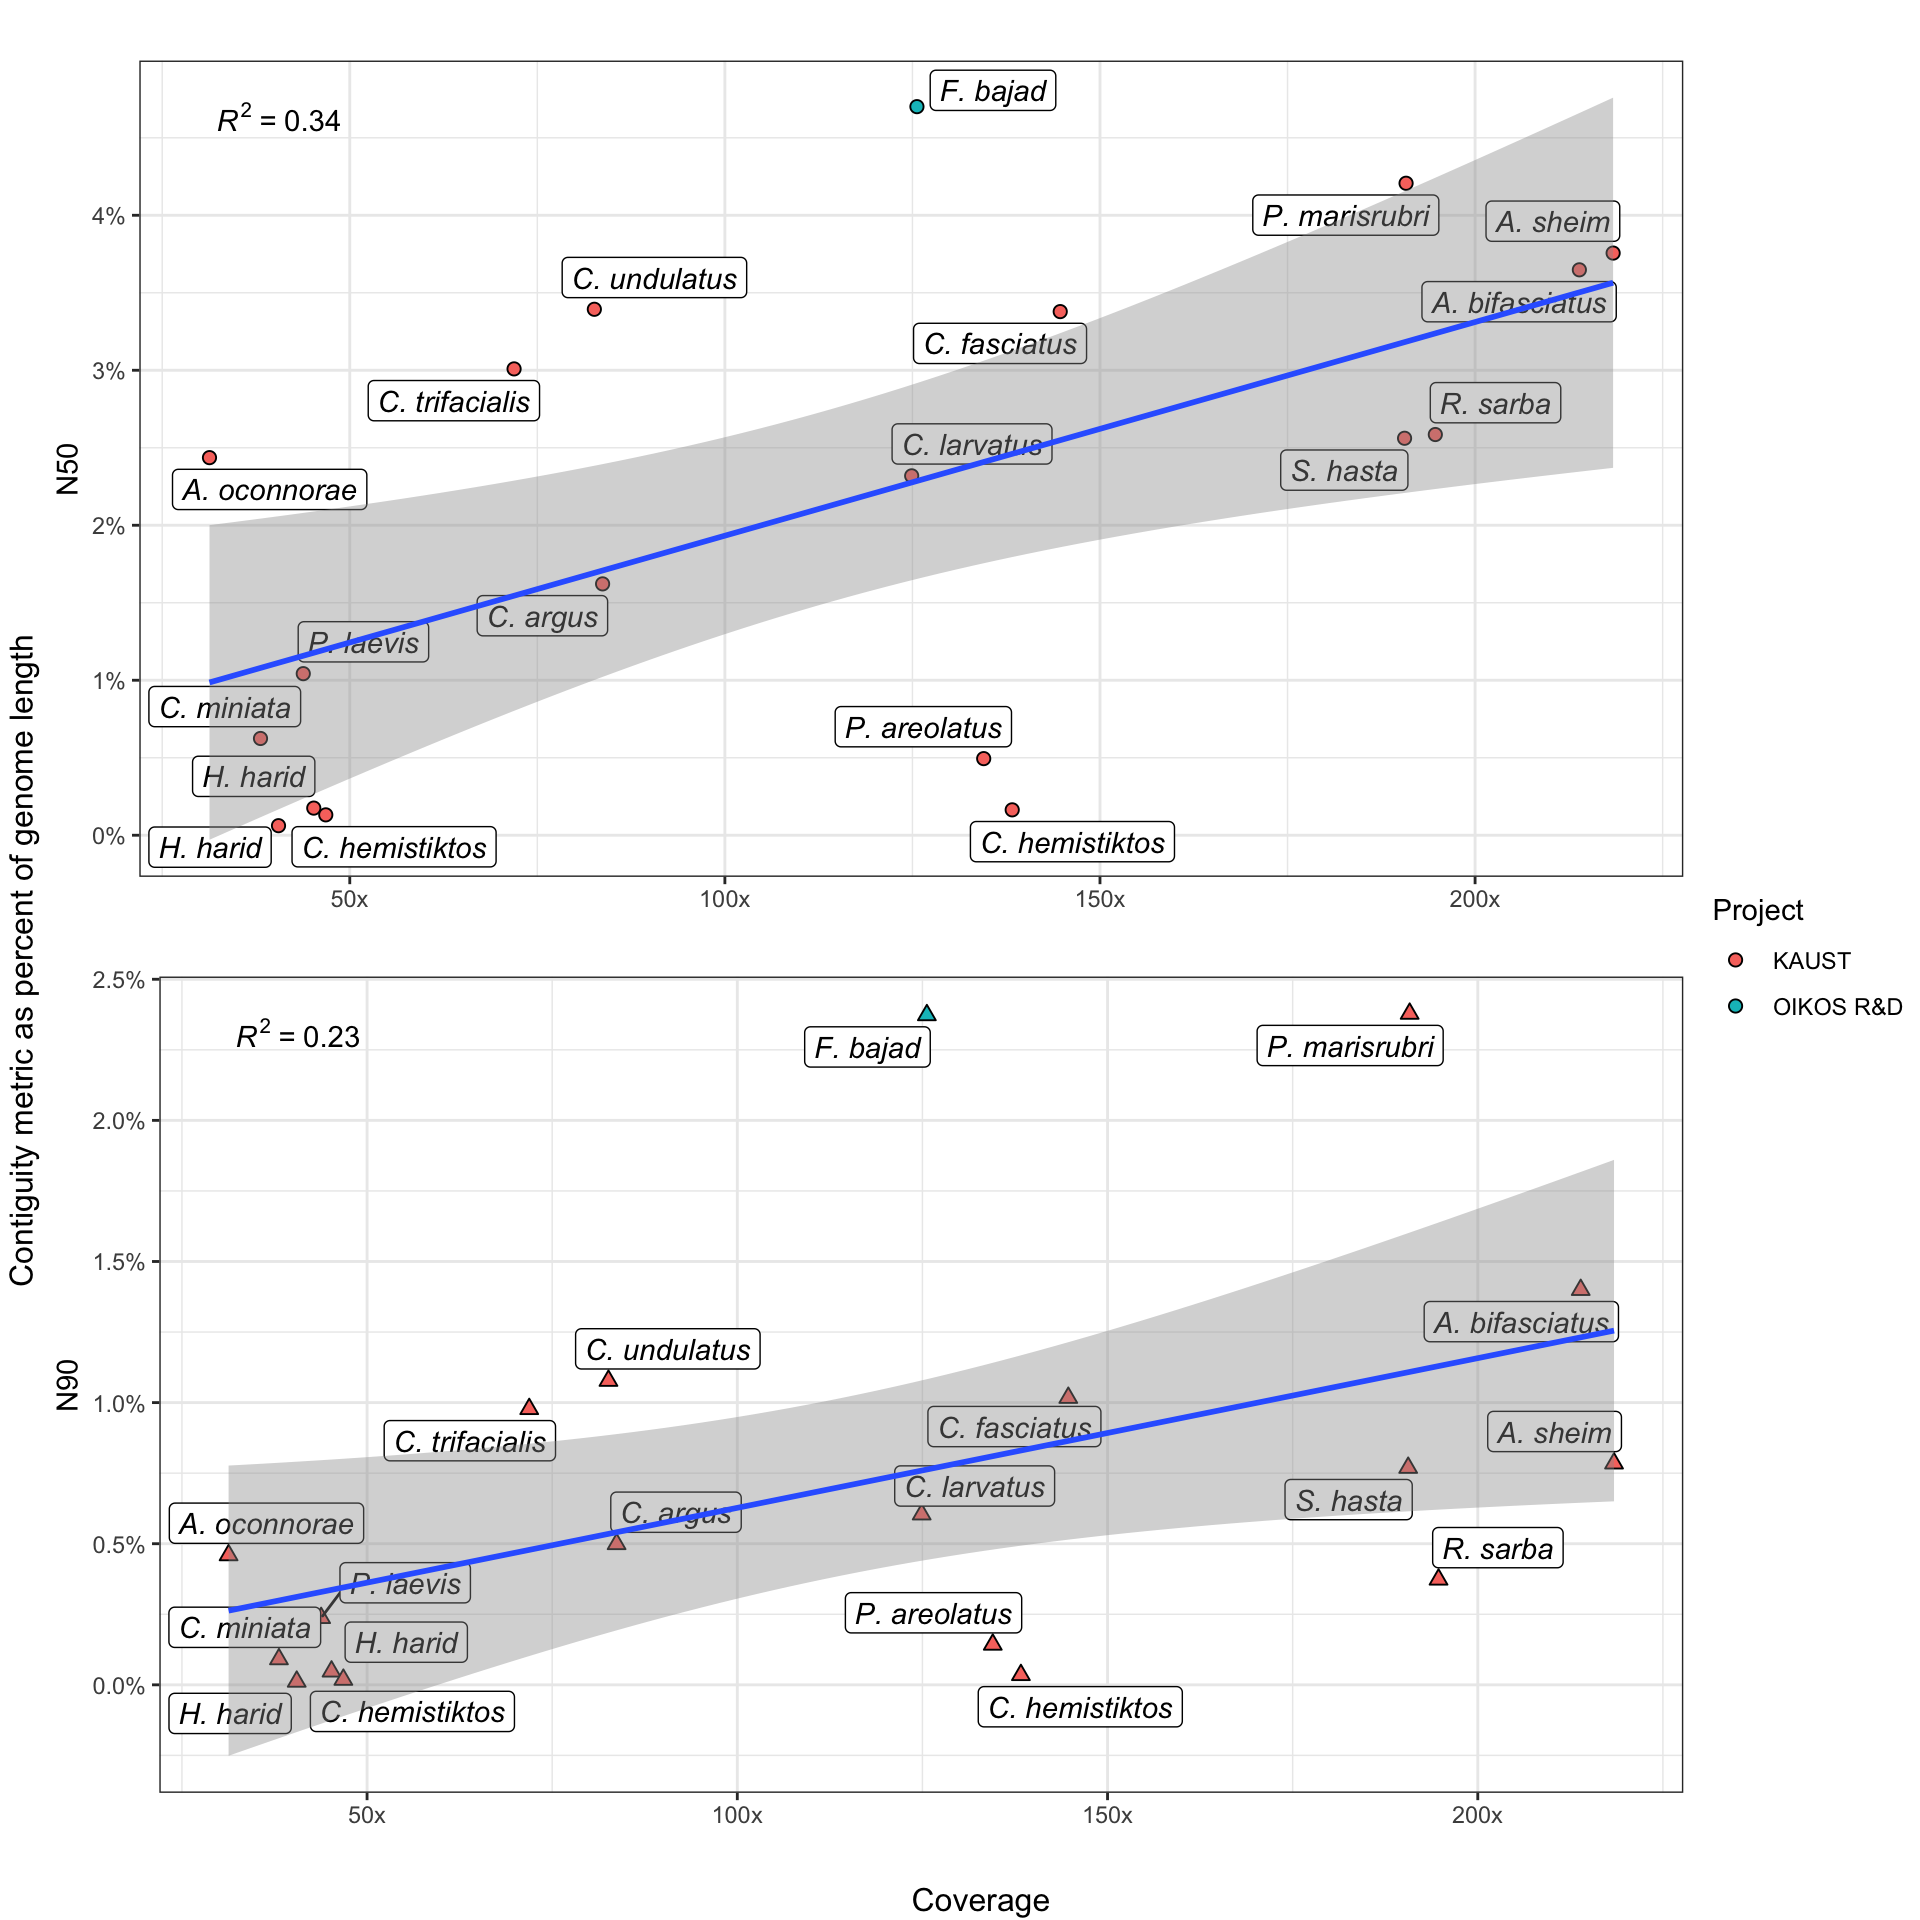 R² = 0.34
F. bajad
P. marisrubri
A. sheim
C. undulatus
A. bifasciatus
C. fasciatus
C. trifacialis
R. sarba
C. larvatus
S. hasta
A. oconnorae
C. argus
P. laevis
C. miniata
P. areolatus
H. harid
H. harid
C. hemistiktos
C. hemistiktos
4%
3%
2%
1%
0%
N50
50x
100x
150x
200x
Contiguity metric as percent of genome length
Project
KAUST
OIKOS R&D
R² = 0.23
F. bajad
P. marisrubri
A. bifasciatus
C. undulatus
C. fasciatus
A. sheim
C. trifacialis
C. larvatus
S. hasta
C. argus
A. oconnorae
R. sarba
P. laevis
P. areolatus
C. miniata
H. harid
H. harid
C. hemistiktos
C. hemistiktos
2.5%
2.0%
1.5%
1.0%
0.5%
0.0%
N90
50x
100x
150x
200x
Coverage